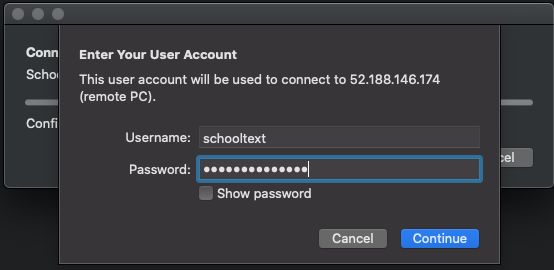 Enter Your User Account
Conn
This user account will be used to connect to 52.188.146.174
Schoo
(remote PC).
Confi
Username: schooltext
Password: ••••••••••••••
Show password
cel
Cancel Continue